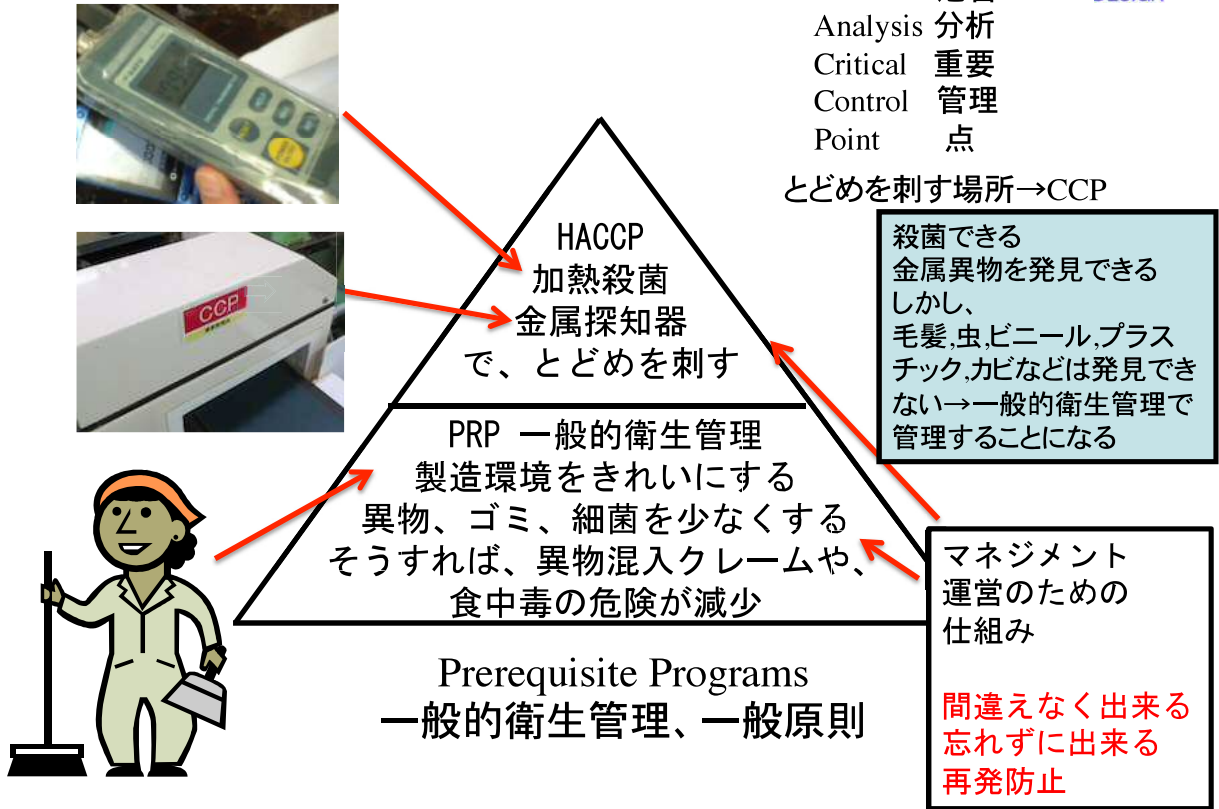 Analysis 分析
Critical 重要
Control 管理
Point 点
とどめを刺す場所→CCP
殺菌できる
金属異物を発見できる
しかし、
毛髪,虫,ビニール,プラス
チック,カビなどは発見でき
ない→一般的衛生管理で
管理することになる
CCP
HACCP
加熱殺菌
金属探知器
で、とどめを刺す
PRP 一般的衛生管理
製造環境をきれいにする
異物、ゴミ、細菌を少なくする
そうすれば、異物混入クレームや、
食中毒の危険が減少
マネジメント
運営のための
仕組み
間違えなく出来る
忘れずに出来る
再発防止
Prerequisite Programs
一般的衛生管理、一般原則